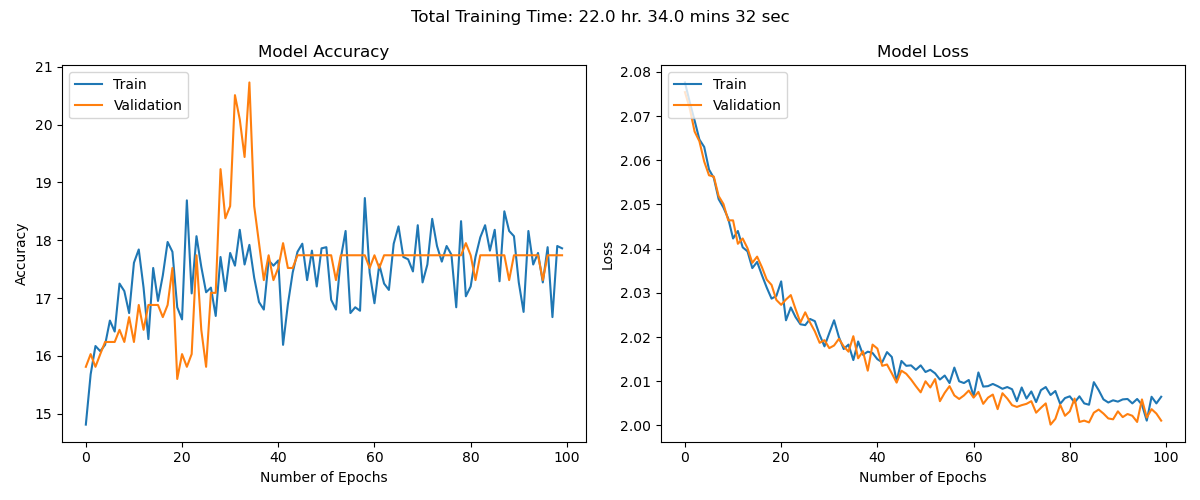 Total Training Time: 22.0 hr. 34.0 mins 32 sec
Model Accuracy
Train
Validation
21
20
19
18
17
16
15
Accuracy
0 20 40 60 80 100
Number of Epochs
Model Loss
Train
Validation
2.08
2.07
2.06
2.05
2.04
2.03
2.02
2.01
2.00
Loss
0 20 40 60 80 100
Number of Epochs